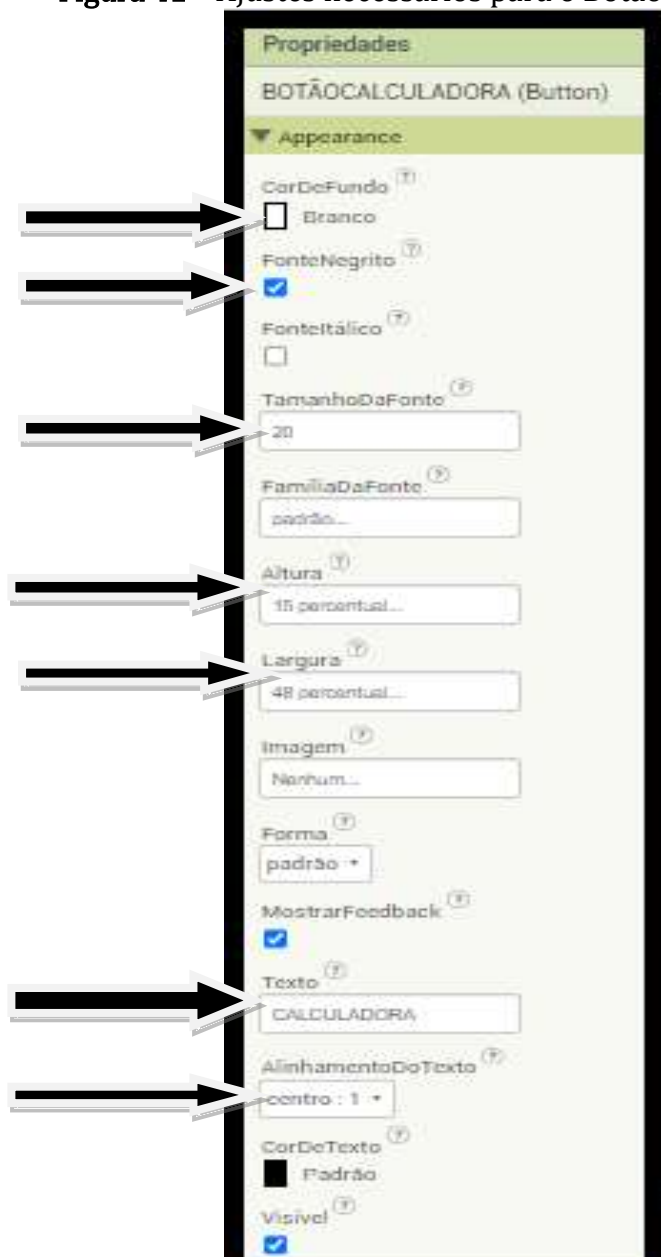 Propriedades
BOTÃOCALCULADORA (Button)
Appearance
CorDeFundo ?
Branco
FonteNegrito ?
FonteItálico ?
TamanhoDaFonte ?
20
FamíliaDaFonte ?
padrão...
Altura ?
15 percentual...
Largura ?
48 percentual...
Imagem ?
Nenhum...
Forma ?
padrão
MostrarFeedback ?
Texto ?
CALCULADORA
AlinhamentoDoTexto ?
centro : 1
CorDeTexto ?
Padrão
Visível ?